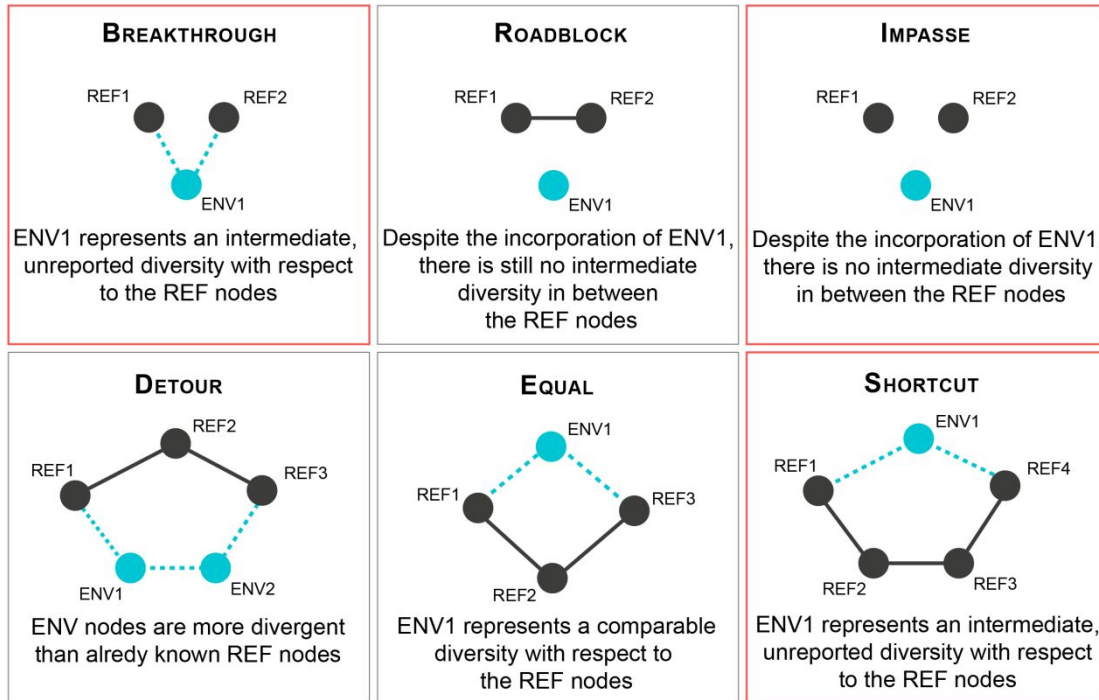 BREAKTHROUGH
REF1
REF2
ENV1
ENV1 represents an intermediate,
unreported diversity with respect
to the REF nodes
ROADBLOCK
REF1
REF2
ENV1
Despite the incorporation of ENV1,
there is still no intermediate
diversity in between
the REF nodes
IMPASSE
REF1
REF2
ENV1
Despite the incorporation of ENV1
there is no intermediate diversity
in between the REF nodes
DETOUR
REF2
REF1
REF3
ENV1
ENV2
ENV nodes are more divergent
than alredy known REF nodes
EQUAL
ENV1
REF1
REF3
REF2
ENV1 represents a comparable
diversity with respect to
the REF nodes
SHORTCUT
ENV1
REF1
REF4
REF2
REF3
ENV1 represents an intermediate,
unreported diversity with respect
to the REF nodes